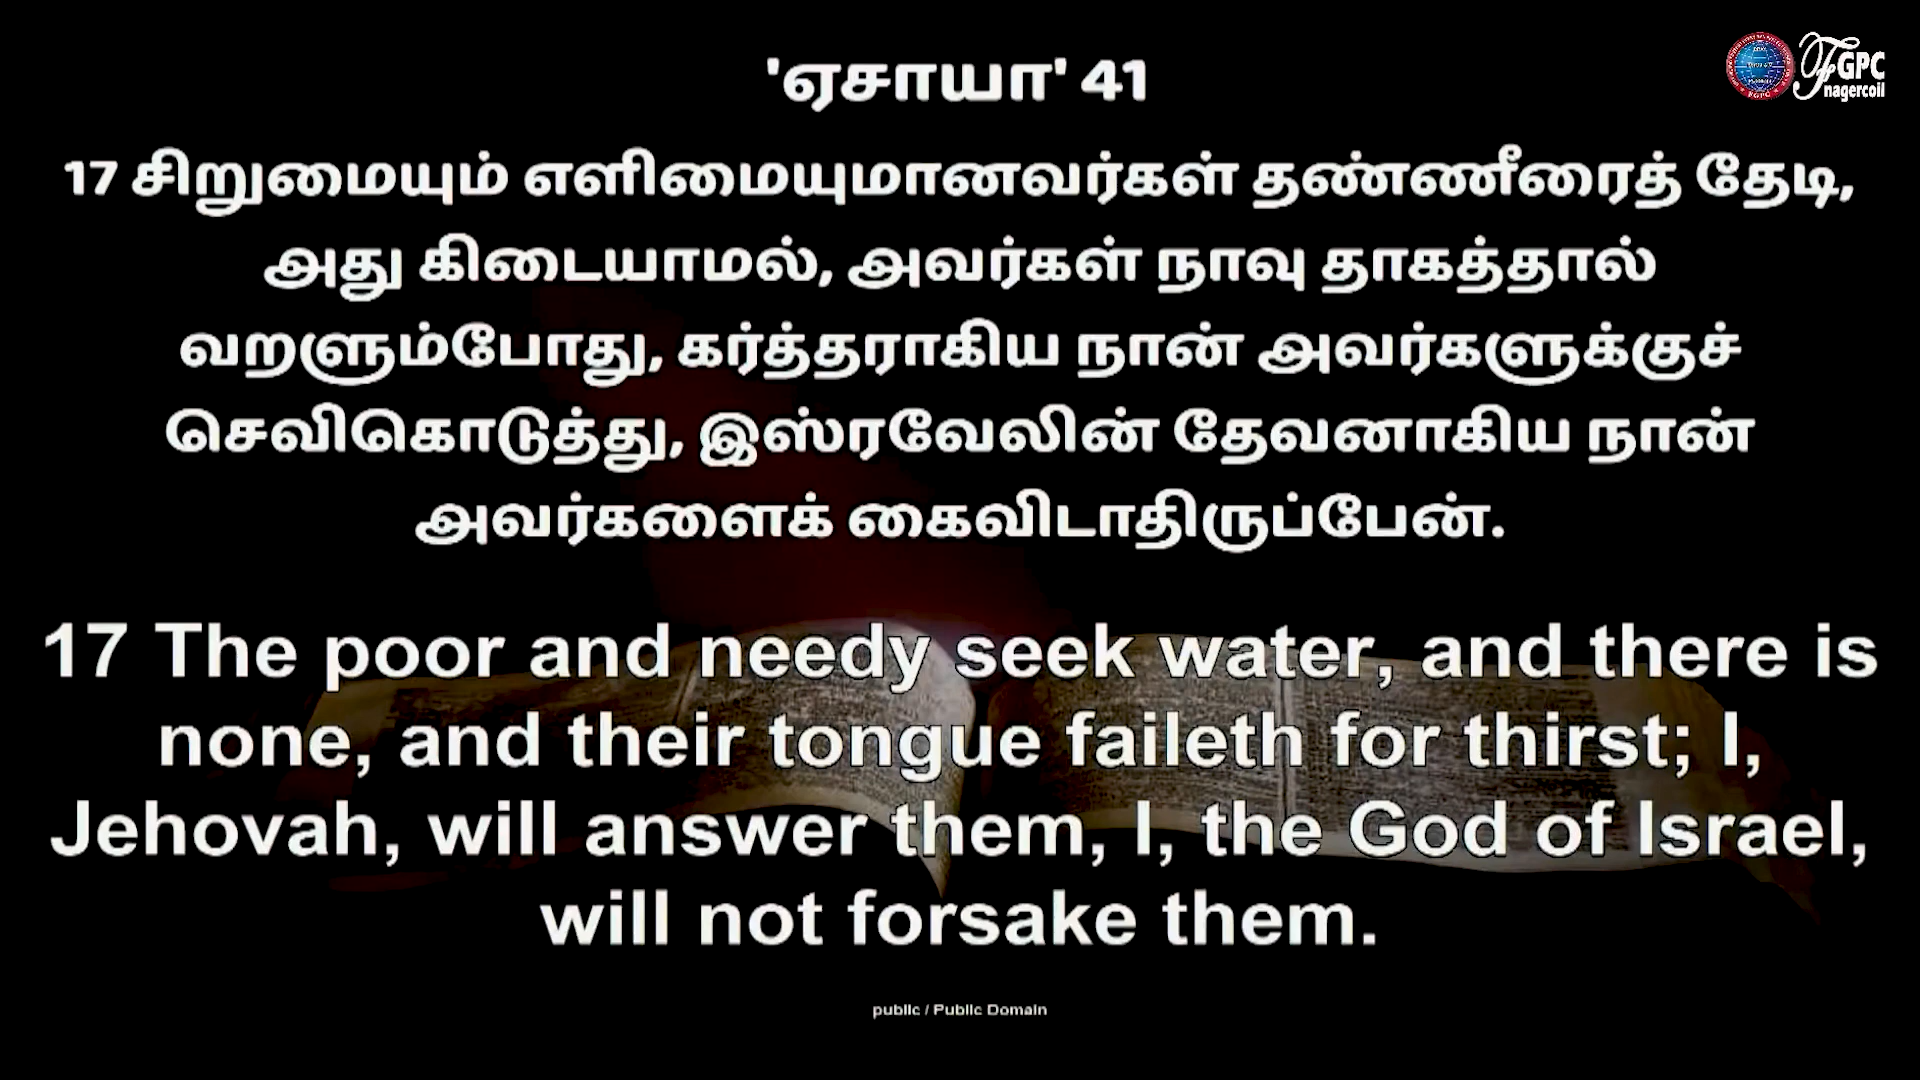 'ஏசாயா' 41
FGPC
nagercoil
17 சிறுமையும் எளிமையுமானவர்கள் தண்ணீரைத் தேடி,
அது கிடையாமல், அவர்கள் நாவு தாகத்தால்
வறளும்போது, கர்த்தராகிய நான் அவர்களுக்குச்
செவிகொடுத்து, இஸ்ரவேலின் தேவனாகிய நான்
அவர்களைக் கைவிடாதிருப்பேன்.
17 The poor and needy seek water, and there is
none, and their tongue faileth for thirst; I,
Jehovah, will answer them, I, the God of Israel,
will not forsake them.
public / Public Domain